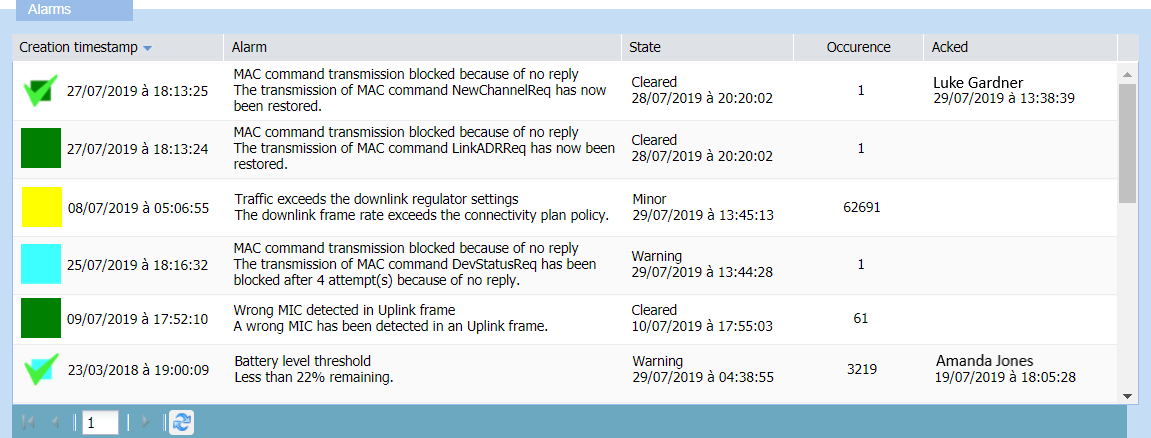 Alarms
Creation timestamp Alarm State Occurence Acked
27/07/2019 à 18:13:25
MAC command transmission blocked because of no reply
The transmission of MAC command NewChannelReq has now
been restored.
Cleared
28/07/2019 à 20:20:02
1
Luke Gardner
29/07/2019 à 13:38:39
27/07/2019 à 18:13:24
MAC command transmission blocked because of no reply
The transmission of MAC command LinkADRReq has now been
restored.
Cleared
28/07/2019 à 20:20:02
1
08/07/2019 à 05:06:55
Traffic exceeds the downlink regulator settings
The downlink frame rate exceeds the connectivity plan policy.
Minor
29/07/2019 à 13:45:13
62691
25/07/2019 à 18:16:32
MAC command transmission blocked because of no reply
The transmission of MAC command DevStatusReq has been
blocked after 4 attempt(s) because of no reply.
Warning
29/07/2019 à 13:44:28
1
09/07/2019 à 17:52:10
Wrong MIC detected in Uplink frame
A wrong MIC has been detected in an Uplink frame.
Cleared
10/07/2019 à 17:55:03
61
23/03/2018 à 19:00:09
Battery level threshold
Less than 22% remaining.
Warning
29/07/2019 à 04:38:55
3219
Amanda Jones
19/07/2019 à 18:05:28
1